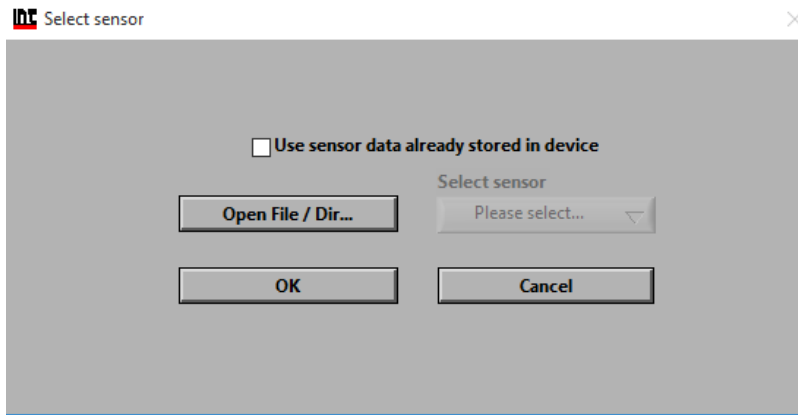 Select sensor
Use sensor data already stored in device
Select sensor
Open File / Dir...
Please select...
OK
Cancel